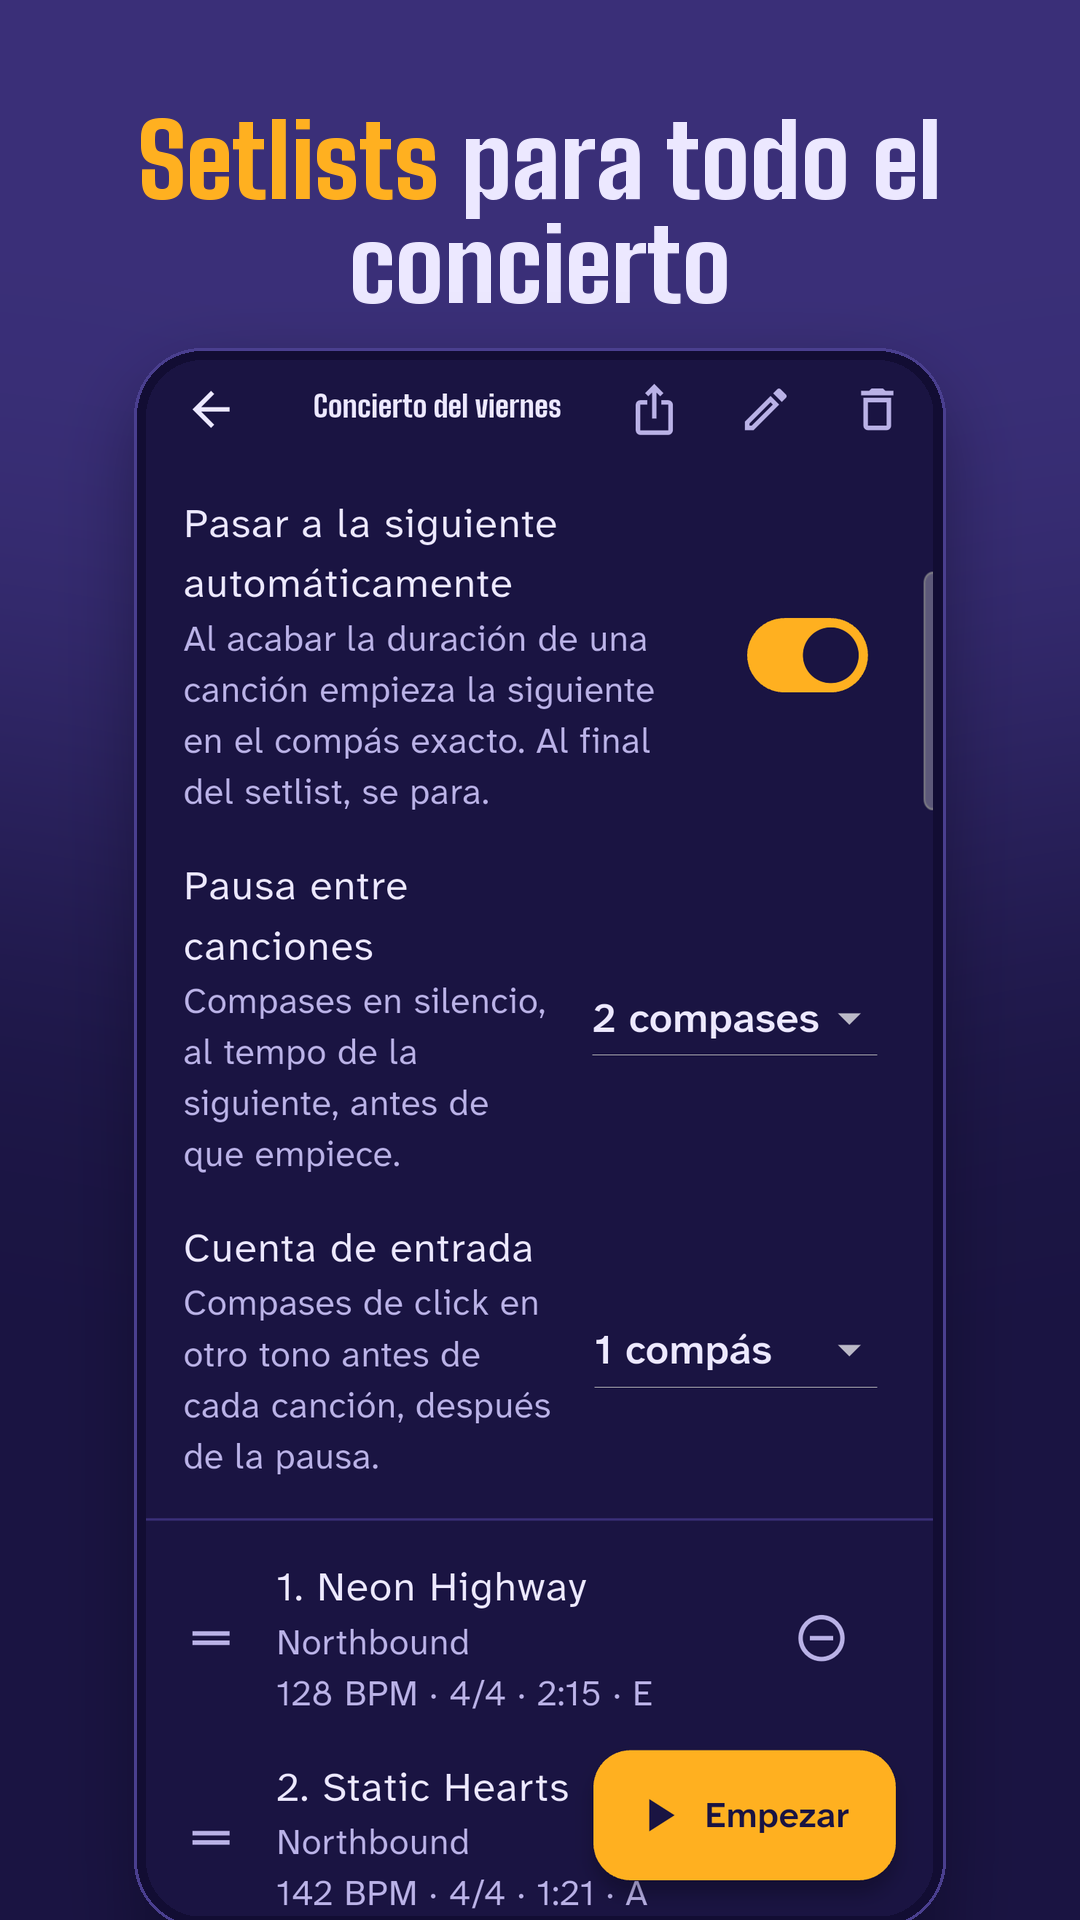 Setlists para todo el
concierto
Concierto del viernes
Pasar a la siguiente
automáticamente
Al acabar la duración de una
canción empieza la siguiente
en el compás exacto. Al final
del setlist, se para.
Pausa entre
canciones
Compases en silencio,
al tempo de la
siguiente, antes de
que empiece.
2 compases
Cuenta de entrada
Compases de click en
otro tono antes de
cada canción, después
de la pausa.
1 compás
1. Neon Highway
Northbound
128 BPM · 4/4 · 2:15 · E
2. Static Hearts
Northbound
142 BPM · 4/4 · 1:21 · A
Empezar